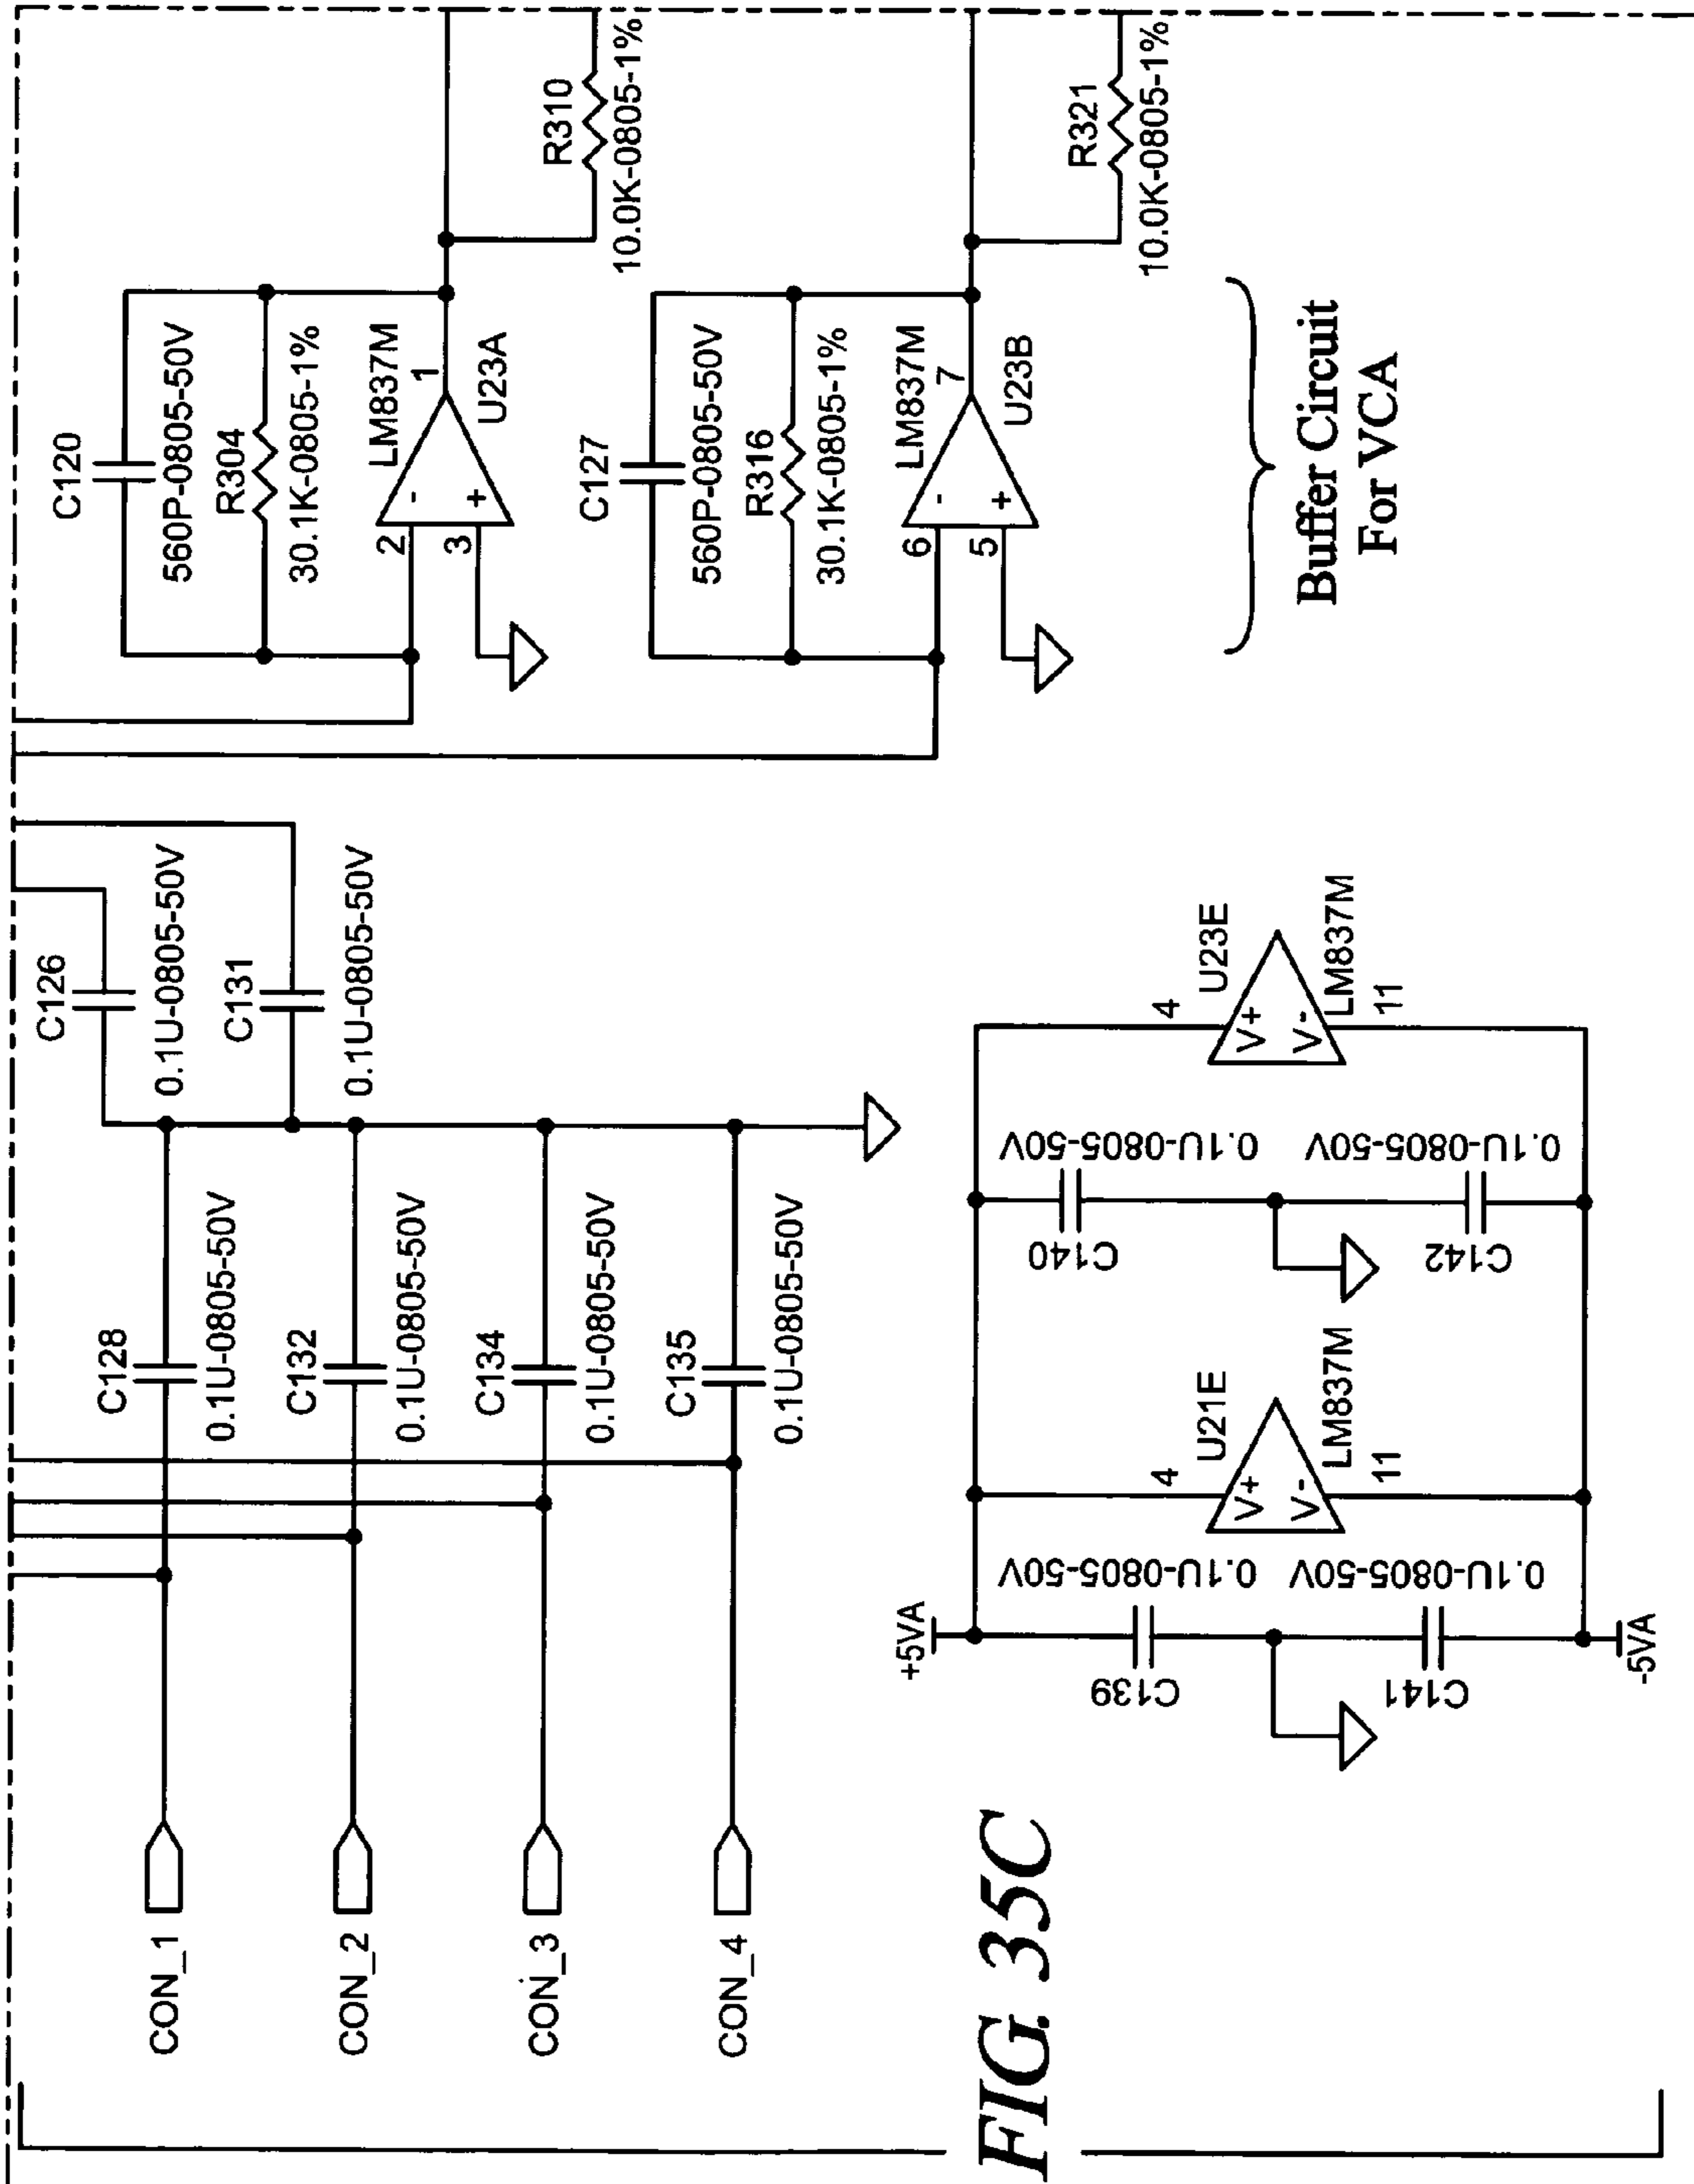 C120
560P-0805-50V
R304
30.1K-0805-1%
LM837M
2
-
1
3
+
U23A
R310
10.0K-0805-1%
C127
560P-0805-50V
R316
30.1K-0805-1%
LM837M
6
-
7
5
+
U23B
R321
10.0K-0805-1%
Buffer Circuit
For VCA
C126
0.1U-0805-50V
C131
0.1U-0805-50V
CON_1
C128
0.1U-0805-50V
CON_2
C132
0.1U-0805-50V
CON_3
C134
0.1U-0805-50V
CON_4
C135
0.1U-0805-50V
+5VA
C139
0.1U-0805-50V
C141
0.1U-0805-50V
-5VA
4
U21E
V+
V-
LM837M
11
C140
0.1U-0805-50V
C142
0.1U-0805-50V
4
U23E
V+
V-
LM837M
11
FIG. 35C